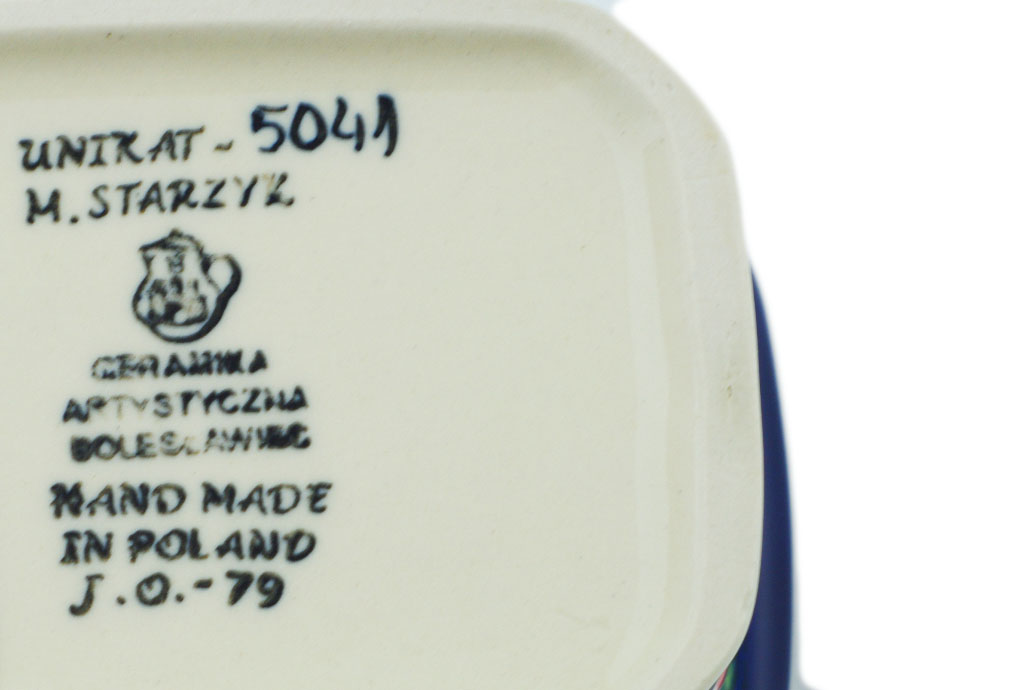 UNIKAT - 5041
M. STARZYK
CERAMIKA
ARTYSTYCZNA
BOLESŁAWIEC
HAND MADE
IN POLAND
J.O.-79